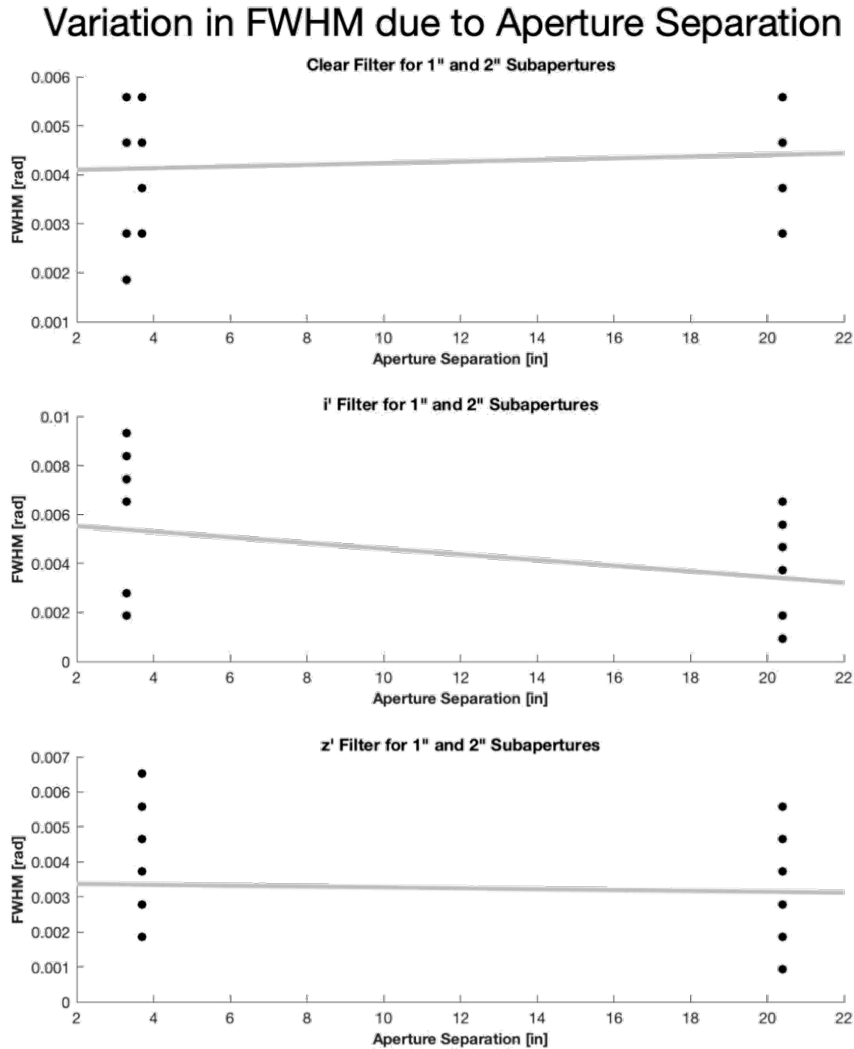 Variation in FWHM due to Aperture Separation
Clear Filter for 1" and 2" Subapertures
FWHM [rad]
0.006
0.005
0.004
0.003
0.002
0.001
2 4 6 8 10 12 14 16 18 20 22
Aperture Separation [in]
i' Filter for 1" and 2" Subapertures
FWHM [rad]
0.01
0.008
0.006
0.004
0.002
0
2 4 6 8 10 12 14 16 18 20 22
Aperture Separation [in]
z' Filter for 1" and 2" Subapertures
FWHM [rad]
0.007
0.006
0.005
0.004
0.003
0.002
0.001
0
2 4 6 8 10 12 14 16 18 20 22
Aperture Separation [in]